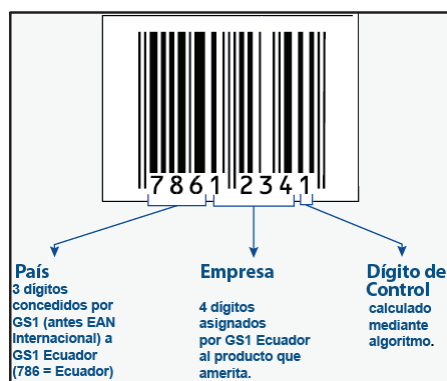 7861 2341
País
3 dígitos
concedidos por
GS1 (antes EAN
Internacional) a
GS1 Ecuador
(786 = Ecuador)
Empresa
4 dígitos
asignados
por GS1 Ecuador
al producto que
amerita.
Dígito de
Control
calculado
mediante
algoritmo.